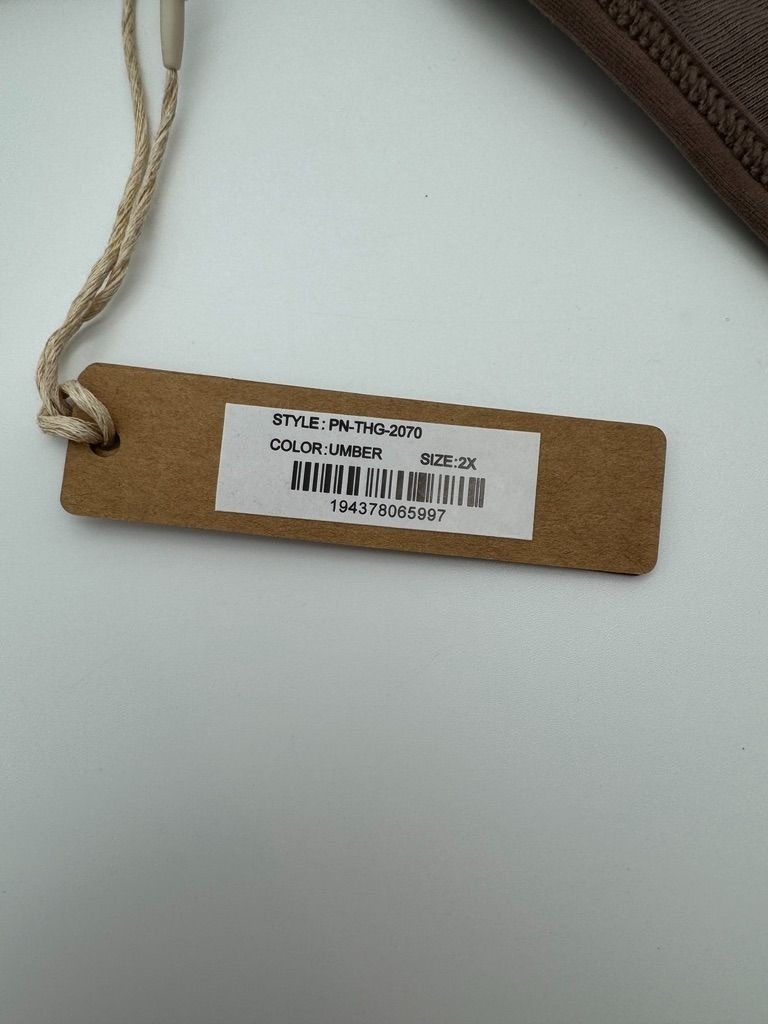 STYLE: PN-THG-2070
COLOR:UMBER SIZE:2X
194378065997